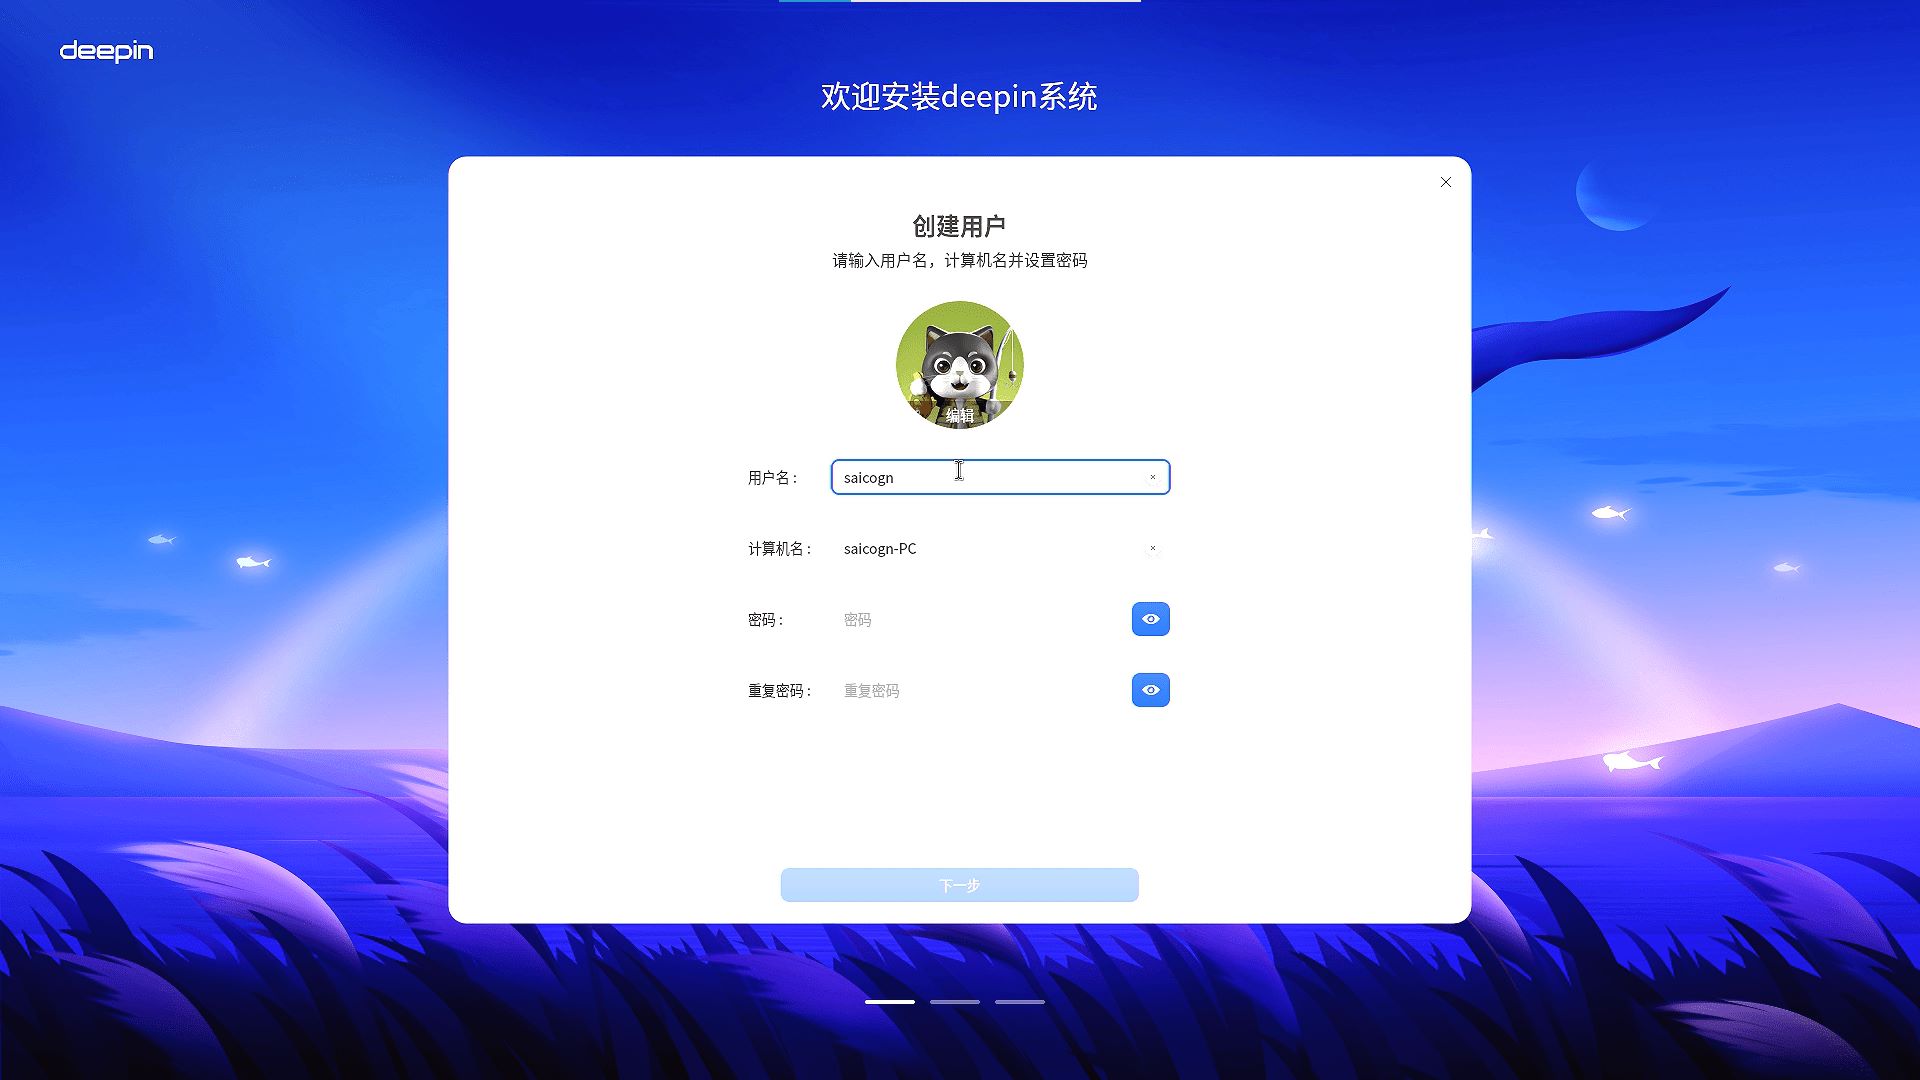 deepin
欢迎安装deepin系统
创建用户
请输入用户名，计算机名并设置密码
编辑
用户名： saicogn
计算机名： saicogn-PC
密码： 密码
重复密码： 重复密码
下一步